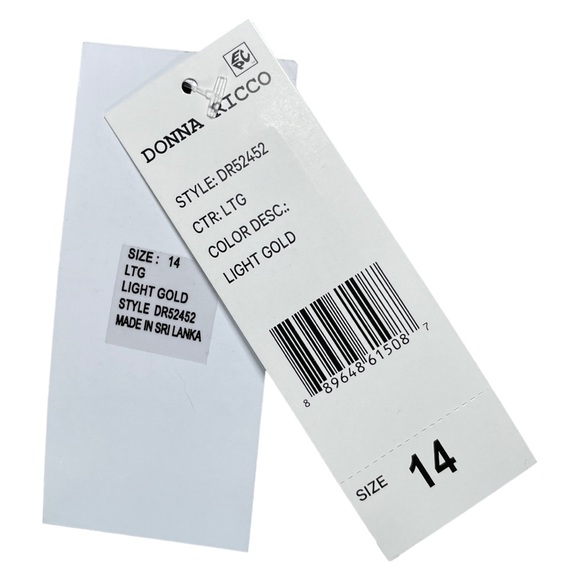 SIZE: 14
LTG
LIGHT GOLD
STYLE DR52452
MADE IN SRI LANKA
EPC
DONNA RICCO
STYLE: DR52452
CTR: LTG
COLOR DESC.:
LIGHT GOLD
8 89648 61508 7
SIZE 14